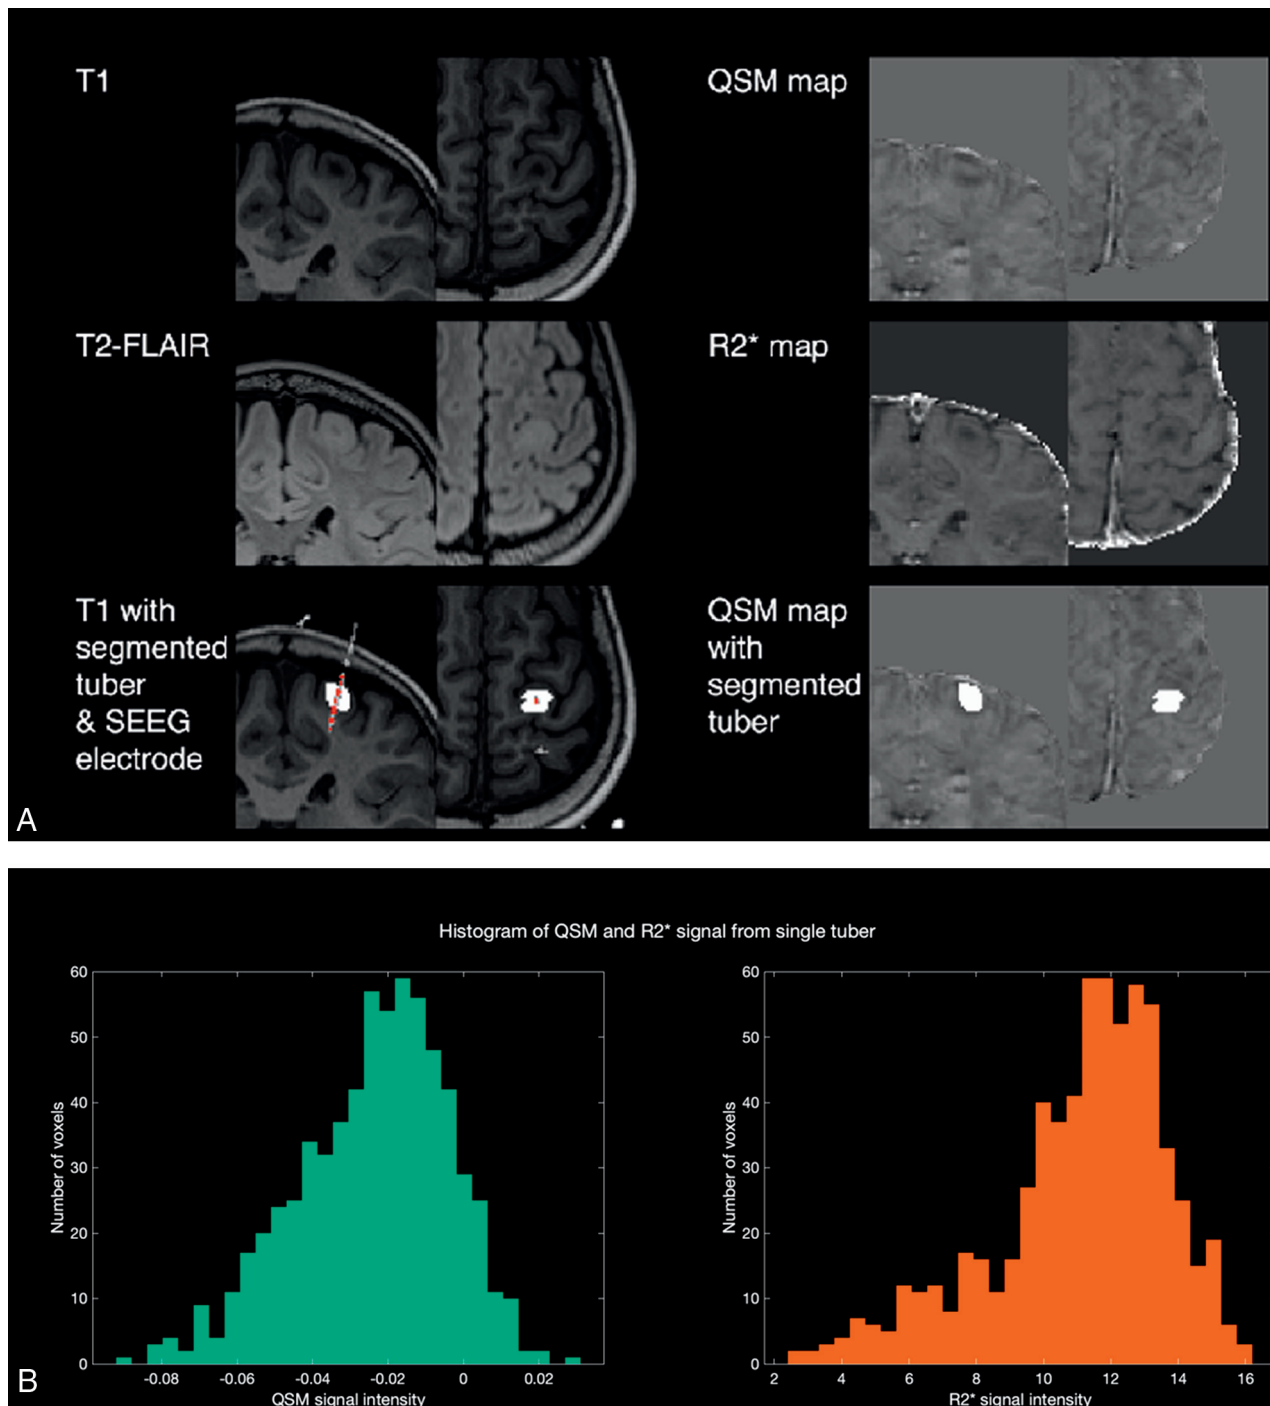 T1
QSM map
T2-FLAIR
R2* map
T1 with
segmented
tuber
& SEEG
electrode
QSM map
with
segmented
tuber
A
Histogram of QSM and R2* signal from single tuber
60
50
40
30
20
10
0
Number of voxels
-0.08 -0.06 -0.04 -0.02 0 0.02
QSM signal intensity
60
50
40
30
20
10
0
Number of voxels
2 4 6 8 10 12 14 16
R2* signal intensity
B